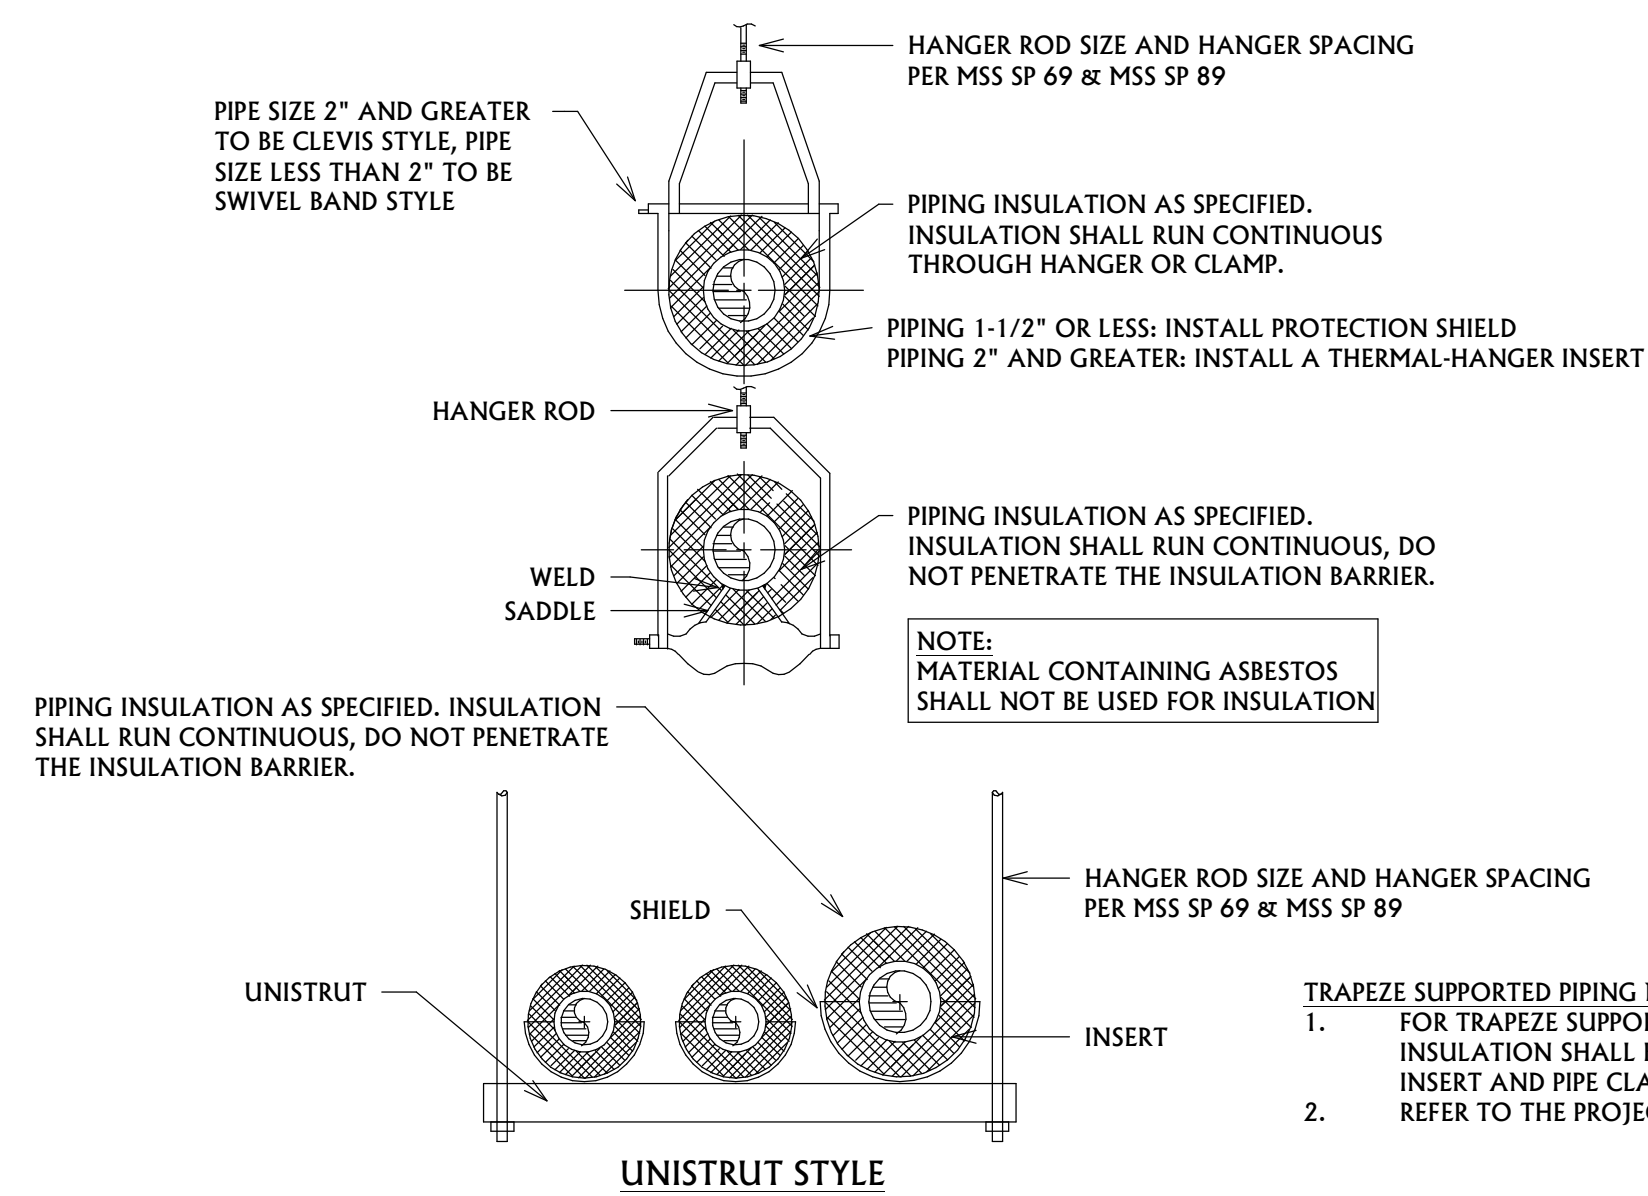 HANGER ROD SIZE AND HANGER SPACING
PER MSS SP 69 & MSS SP 89
PIPE SIZE 2" AND GREATER
TO BE CLEVIS STYLE, PIPE
SIZE LESS THAN 2" TO BE
SWIVEL BAND STYLE
PIPING INSULATION AS SPECIFIED.
INSULATION SHALL RUN CONTINUOUS
THROUGH HANGER OR CLAMP.
PIPING 1-1/2" OR LESS: INSTALL PROTECTION SHIELD
PIPING 2" AND GREATER: INSTALL A THERMAL-HANGER INSERT
HANGER ROD
PIPING INSULATION AS SPECIFIED.
INSULATION SHALL RUN CONTINUOUS, DO
NOT PENETRATE THE INSULATION BARRIER.
WELD
SADDLE
NOTE:
MATERIAL CONTAINING ASBESTOS
SHALL NOT BE USED FOR INSULATION
PIPING INSULATION AS SPECIFIED. INSULATION
SHALL RUN CONTINUOUS, DO NOT PENETRATE
THE INSULATION BARRIER.
HANGER ROD SIZE AND HANGER SPACING
PER MSS SP 69 & MSS SP 89
SHIELD
UNISTRUT
INSERT
TRAPEZE SUPPORTED PIPING
1. FOR TRAPEZE
INSULATION SHALL
INSERT AND PIPE
2. REFER TO THE
UNISTRUT STYLE